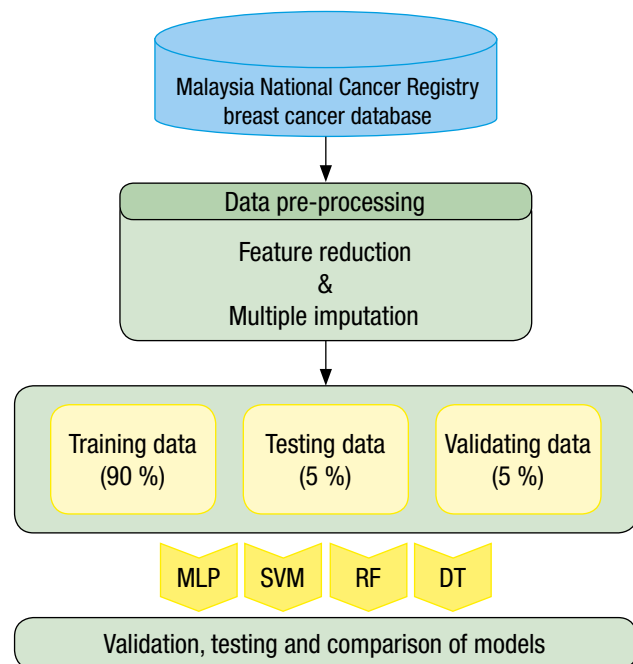 Malaysia National Cancer Registry
breast cancer database
Data pre-processing
Feature reduction
&
Multiple imputation
Training data
(90 %)
Testing data
(5 %)
Validating data
(5 %)
MLP
SVM
RF
DT
Validation, testing and comparison of models